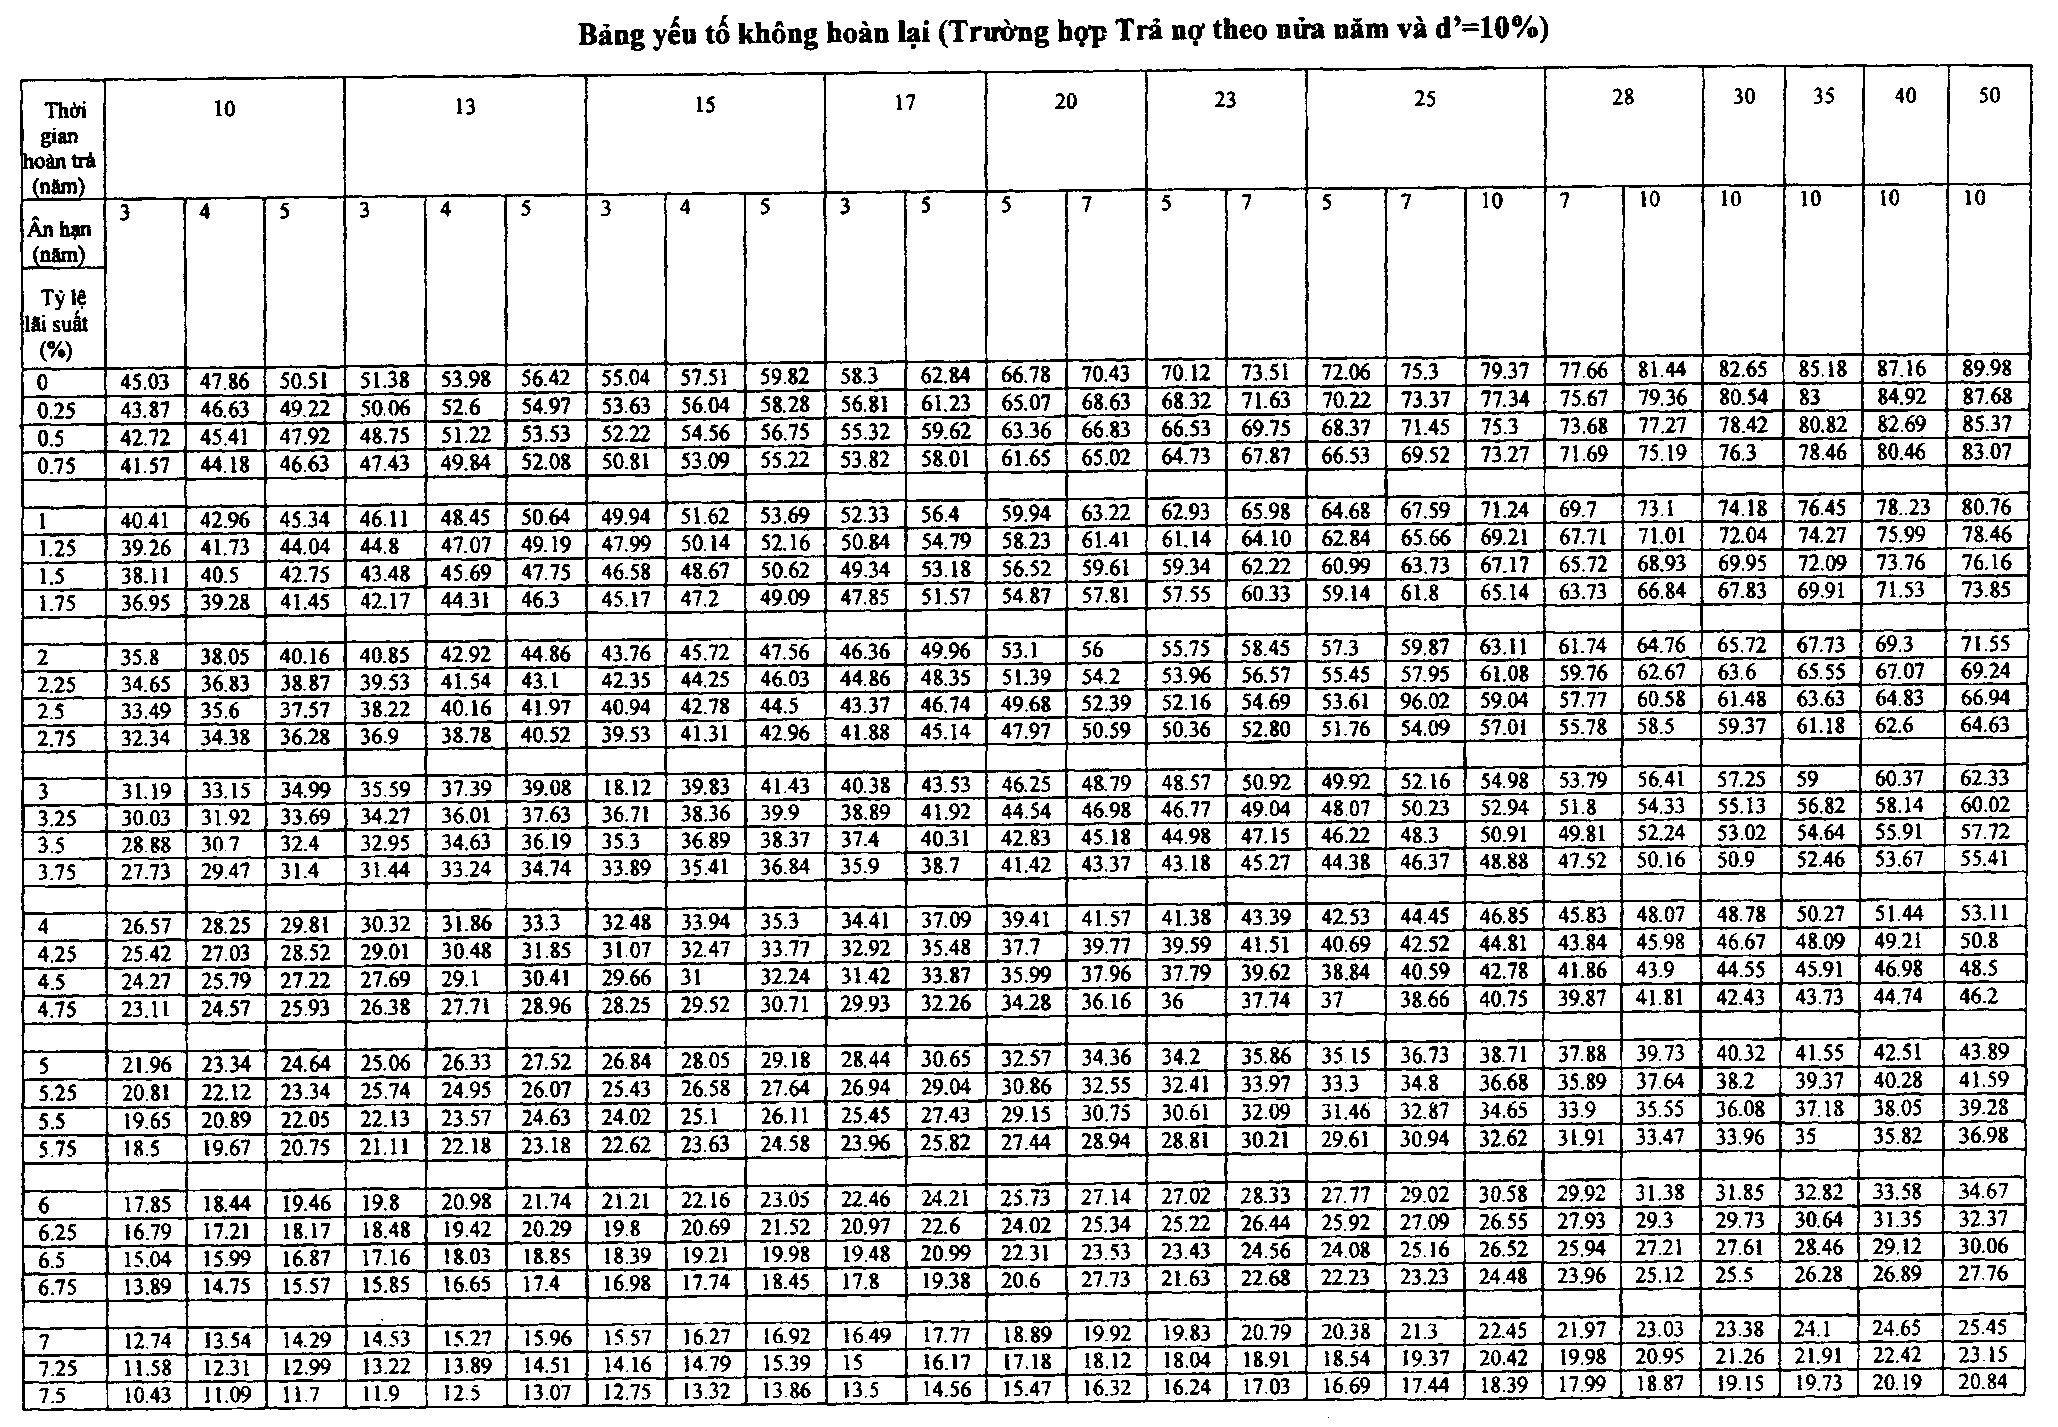 Bảng yếu tố không hoàn lại (Trường hợp Trả nợ theo nửa năm và d’=10%)
Thời gian hoàn trả (năm) 10 13 15 17 20 23 25 28 30 35 40 50
Ân hạn (năm) 3 4 5 3 4 5 3 4 5 3 5 5 7 5 7 5 7 10 7 10 10 10 10 10
Tỷ lệ lãi suất (%)
0 45.03 47.86 50.51 51.38 53.98 56.42 55.04 57.51 59.82 58.3 62.84 66.78 70.43 70.12 73.51 72.06 75.3 79.37 77.66 81.44 82.65 85.18 87.16 89.98
0.25 43.87 46.63 49.22 50.06 52.6 54.97 53.63 56.04 58.28 56.81 61.23 65.07 68.63 68.32 71.63 70.22 73.37 77.34 75.67 79.36 80.54 83 84.92 87.68
0.5 42.72 45.41 47.92 48.75 51.22 53.53 52.22 54.56 56.75 55.32 59.62 63.36 66.83 66.53 69.75 68.37 71.45 75.3 73.68 77.27 78.42 80.82 82.69 85.37
0.75 41.57 44.18 46.63 47.43 49.84 52.08 50.81 53.09 55.22 53.82 58.01 61.65 65.02 64.73 67.87 66.53 69.52 73.27 71.69 75.19 76.3 78.46 80.46 83.07
1 40.41 42.96 45.34 46.11 48.45 50.64 49.94 51.62 53.69 52.33 56.4 59.94 63.22 62.93 65.98 64.68 67.59 71.24 69.7 73.1 74.18 76.45 78..23 80.76
1.25 39.26 41.73 44.04 44.8 47.07 49.19 47.99 50.14 52.16 50.84 54.79 58.23 61.41 61.14 64.10 62.84 65.66 69.21 67.71 71.01 72.04 74.27 75.99 78.46
1.5 38.11 40.5 42.75 43.48 45.69 47.75 46.58 48.67 50.62 49.34 53.18 56.52 59.61 59.34 62.22 60.99 63.73 67.17 65.72 68.93 69.95 72.09 73.76 76.16
1.75 36.95 39.28 41.45 42.17 44.31 46.3 45.17 47.2 49.09 47.85 51.57 54.87 57.81 57.55 60.33 59.14 61.8 65.14 63.73 66.84 67.83 69.91 71.53 73.85
2 35.8 38.05 40.16 40.85 42.92 44.86 43.76 45.72 47.56 46.36 49.96 53.1 56 55.75 58.45 57.3 59.87 63.11 61.74 64.76 65.72 67.73 69.3 71.55
2.25 34.65 36.83 38.87 39.53 41.54 43.1 42.35 44.25 46.03 44.86 48.35 51.39 54.2 53.96 56.57 55.45 57.95 61.08 59.76 62.67 63.6 65.55 67.07 69.24
2.5 33.49 35.6 37.57 38.22 40.16 41.97 40.94 42.78 44.5 43.37 46.74 49.68 52.39 52.16 54.69 53.61 96.02 59.04 57.77 60.58 61.48 63.63 64.83 66.94
2.75 32.34 34.38 36.28 36.9 38.78 40.52 39.53 41.31 42.96 41.88 45.14 47.97 50.59 50.36 52.80 51.76 54.09 57.01 55.78 58.5 59.37 61.18 62.6 64.63
3 31.19 33.15 34.99 35.59 37.39 39.08 18.12 39.83 41.43 40.38 43.53 46.25 48.79 48.57 50.92 49.92 52.16 54.98 53.79 56.41 57.25 59 60.37 62.33
3.25 30.03 31.92 33.69 34.27 36.01 37.63 36.71 38.36 39.9 38.89 41.92 44.54 46.98 46.77 49.04 48.07 50.23 52.94 51.8 54.33 55.13 56.82 58.14 60.02
3.5 28.88 30.7 32.4 32.95 34.63 36.19 35.3 36.89 38.37 37.4 40.31 42.83 45.18 44.98 47.15 46.22 48.3 50.91 49.81 52.24 53.02 54.64 55.91 57.72
3.75 27.73 29.47 31.4 31.44 33.24 34.74 33.89 35.41 36.84 35.9 38.7 41.42 43.37 43.18 45.27 44.38 46.37 48.88 47.52 50.16 50.9 52.46 53.67 55.41
4 26.57 28.25 29.81 30.32 31.86 33.3 32.48 33.94 35.3 34.41 37.09 39.41 41.57 41.38 43.39 42.53 44.45 46.85 45.83 48.07 48.78 50.27 51.44 53.11
4.25 25.42 27.03 28.52 29.01 30.48 31.85 31.07 32.47 33.77 32.92 35.48 37.7 39.77 39.59 41.51 40.69 42.52 44.81 43.84 45.98 46.67 48.09 49.21 50.8
4.5 24.27 25.79 27.22 27.69 29.1 30.41 29.66 31 32.24 31.42 33.87 35.99 37.96 37.79 39.62 38.84 40.59 42.78 41.86 43.9 44.55 45.91 46.98 48.5
4.75 23.11 24.57 25.93 26.38 27.71 28.96 28.25 29.52 30.71 29.93 32.26 34.28 36.16 36 37.74 37 38.66 40.75 39.87 41.81 42.43 43.73 44.74 46.2
5 21.96 23.34 24.64 25.06 26.33 27.52 26.84 28.05 29.18 28.44 30.65 32.57 34.36 34.2 35.86 35.15 36.73 38.71 37.88 39.73 40.32 41.55 42.51 43.89
5.25 20.81 22.12 23.34 25.74 24.95 26.07 25.43 26.58 27.64 26.94 29.04 30.86 32.55 32.41 33.97 33.3 34.8 36.68 35.89 37.64 38.2 39.37 40.28 41.59
5.5 19.65 20.89 22.05 22.13 23.57 24.63 24.02 25.1 26.11 25.45 27.43 29.15 30.75 30.61 32.09 31.46 32.87 34.65 33.9 35.55 36.08 37.18 38.05 39.28
5.75 18.5 19.67 20.75 21.11 22.18 23.18 22.62 23.63 24.58 23.96 25.82 27.44 28.94 28.81 30.21 29.61 30.94 32.62 31.91 33.47 33.96 35 35.82 36.98
6 17.85 18.44 19.46 19.8 20.98 21.74 21.21 22.16 23.05 22.46 24.21 25.73 27.14 27.02 28.33 27.77 29.02 30.58 29.92 31.38 31.85 32.82 33.58 34.67
6.25 16.79 17.21 18.17 18.48 19.42 20.29 19.8 20.69 21.52 20.97 22.6 24.02 25.34 25.22 26.44 25.92 27.09 26.55 27.93 29.3 29.73 30.64 31.35 32.37
6.5 15.04 15.99 16.87 17.16 18.03 18.85 18.39 19.21 19.98 19.48 20.99 22.31 23.53 23.43 24.56 24.08 25.16 26.52 25.94 27.21 27.61 28.46 29.12 30.06
6.75 13.89 14.75 15.57 15.85 16.65 17.4 16.98 17.74 18.45 17.8 19.38 20.6 27.73 21.63 22.68 22.23 23.23 24.48 23.96 25.12 25.5 26.28 26.89 27.76
7 12.74 13.54 14.29 14.53 15.27 15.96 15.57 16.27 16.92 16.49 17.77 18.89 19.92 19.83 20.79 20.38 21.3 22.45 21.97 23.03 23.38 24.1 24.65 25.45
7.25 11.58 12.31 12.99 13.22 13.89 14.51 14.16 14.79 15.39 15 16.17 17.18 18.12 18.04 18.91 18.54 19.37 20.42 19.98 20.95 21.26 21.91 22.42 23.15
7.5 10.43 11.09 11.7 11.9 12.5 13.07 12.75 13.32 13.86 13.5 14.56 15.47 16.32 16.24 17.03 16.69 17.44 18.39 17.99 18.87 19.15 19.73 20.19 20.84